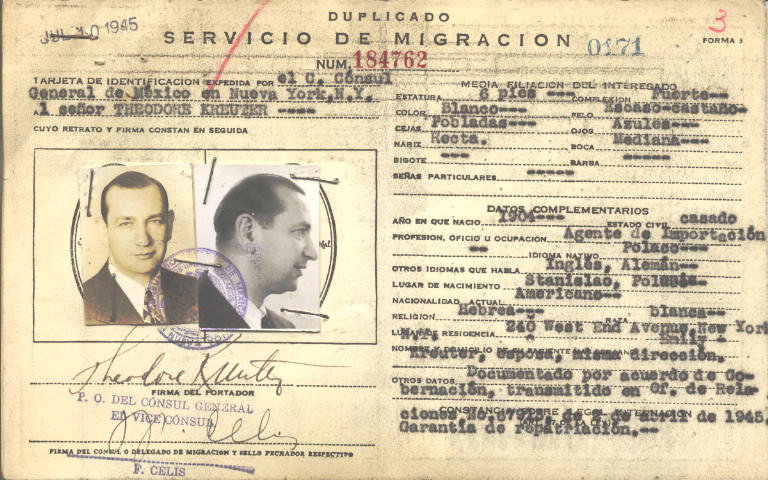 DUPLICADO
JUL 10 1945
SERVICIO DE MIGRACION 0171
3
FORMA 5
NUM. 184762
TARJETA DE IDENTIFICACION EXPEDIDA POR el C. Cónsul
General de México en Nueva York, N.Y.
A l señor THEODORE KREUTER ----
CUYO RETRATO Y FIRMA CONSTAN EN SEGUIDA
Theodore Kreuter
FIRMA DEL PORTADOR
P. O. DEL CONSUL GENERAL
EL VICE CONSUL
FIRMA DEL CONSUL O DELEGADO DE MIGRACION Y SELLO FECHADOR RESPECTIVO
F. CELIS
MEDIA FILIACION DEL INTERESADO
ESTATURA 6 pies --- COMPLEXION Fuerte--
COLOR Blanco--- PELO Escaso-castaño-
CEJAS Pobladas--- OJOS Azules---
NARIZ Recta. BOCA Mediana---
BIGOTE --- BARBA -----
SEÑAS PARTICULARES -----
DATOS COMPLEMENTARIOS
AÑO EN QUE NACIO 1904--- ESTADO CIVIL casado
PROFESION, OFICIO U OCUPACION Agente de Importación
-- IDIOMA NATIVO Polaco---
OTROS IDIOMAS QUE HABLA Inglés, Alemán--
LUGAR DE NACIMIENTO Stanislao, Polonia-
NACIONALIDAD ACTUAL Americano--
RELIGION Hebrea--- RAZA blanca--
LUGAR DE RESIDENCIA 240 West End Avenue, New York
N.Y. Emily -
Kreuter, esposa, misma dirección.
OTROS DATOS Documentado por acuerdo de Go-
bernación, transmitido en Of. de Rela-
ciones de abril de 1945.
Garantía de repatriación.--